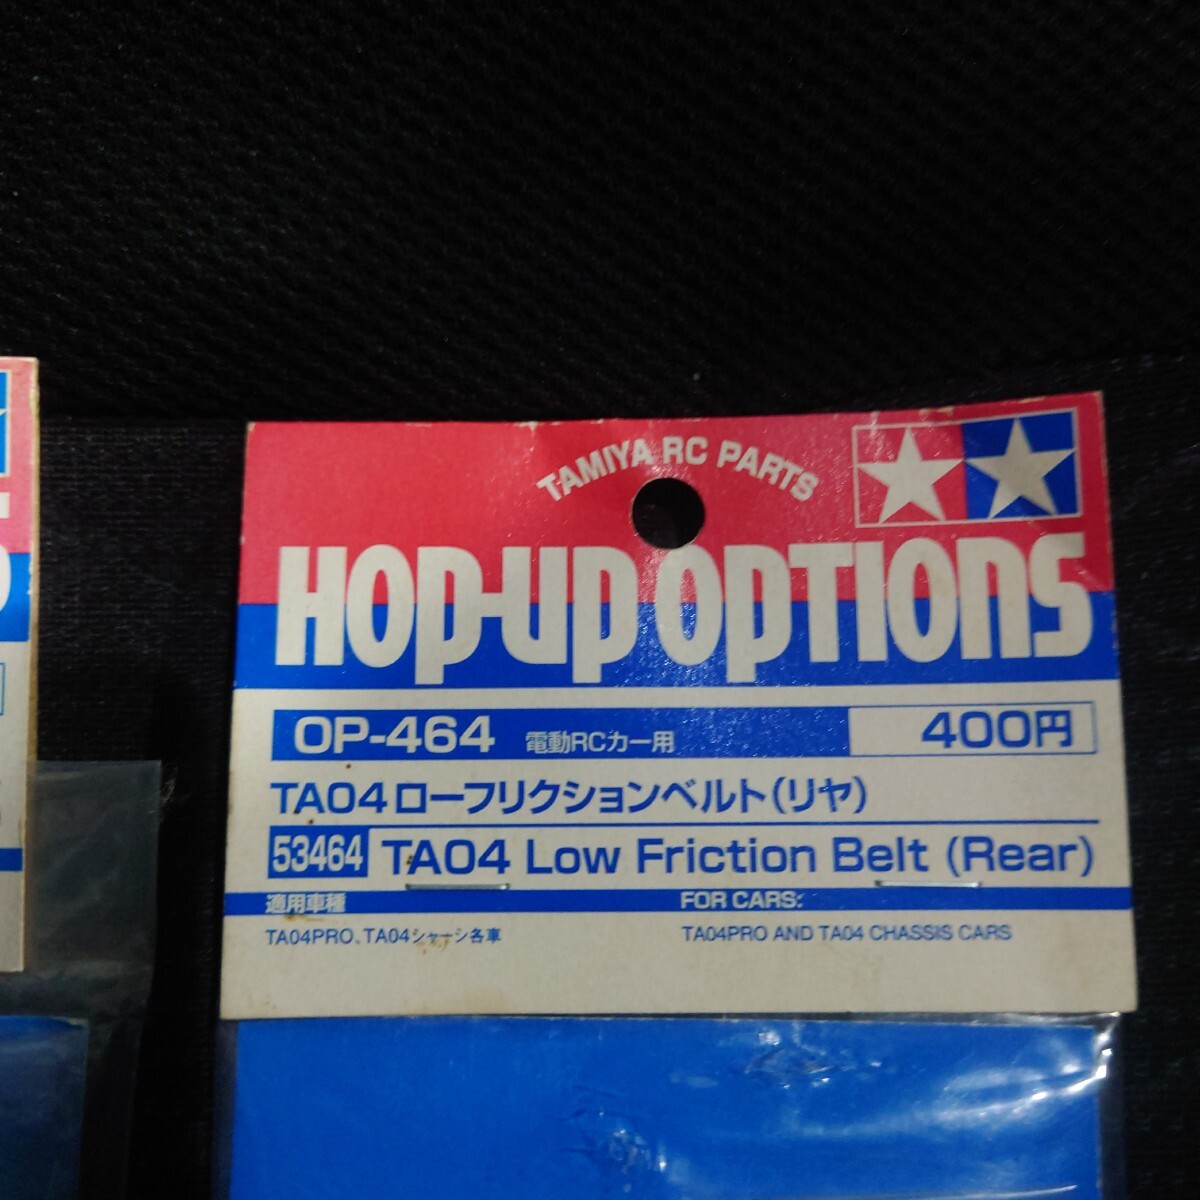 TAMIYA RC PARTS
HOP-UP OPTIONS
OP-464 電動RCカー用 400円
TA04ローフリクションベルト(リヤ)
53464 TA04 Low Friction Belt (Rear)
適用車種 FOR CARS:
TA04PRO、TA04シャーシ各車 TA04PRO AND TA04 CHASSIS CARS